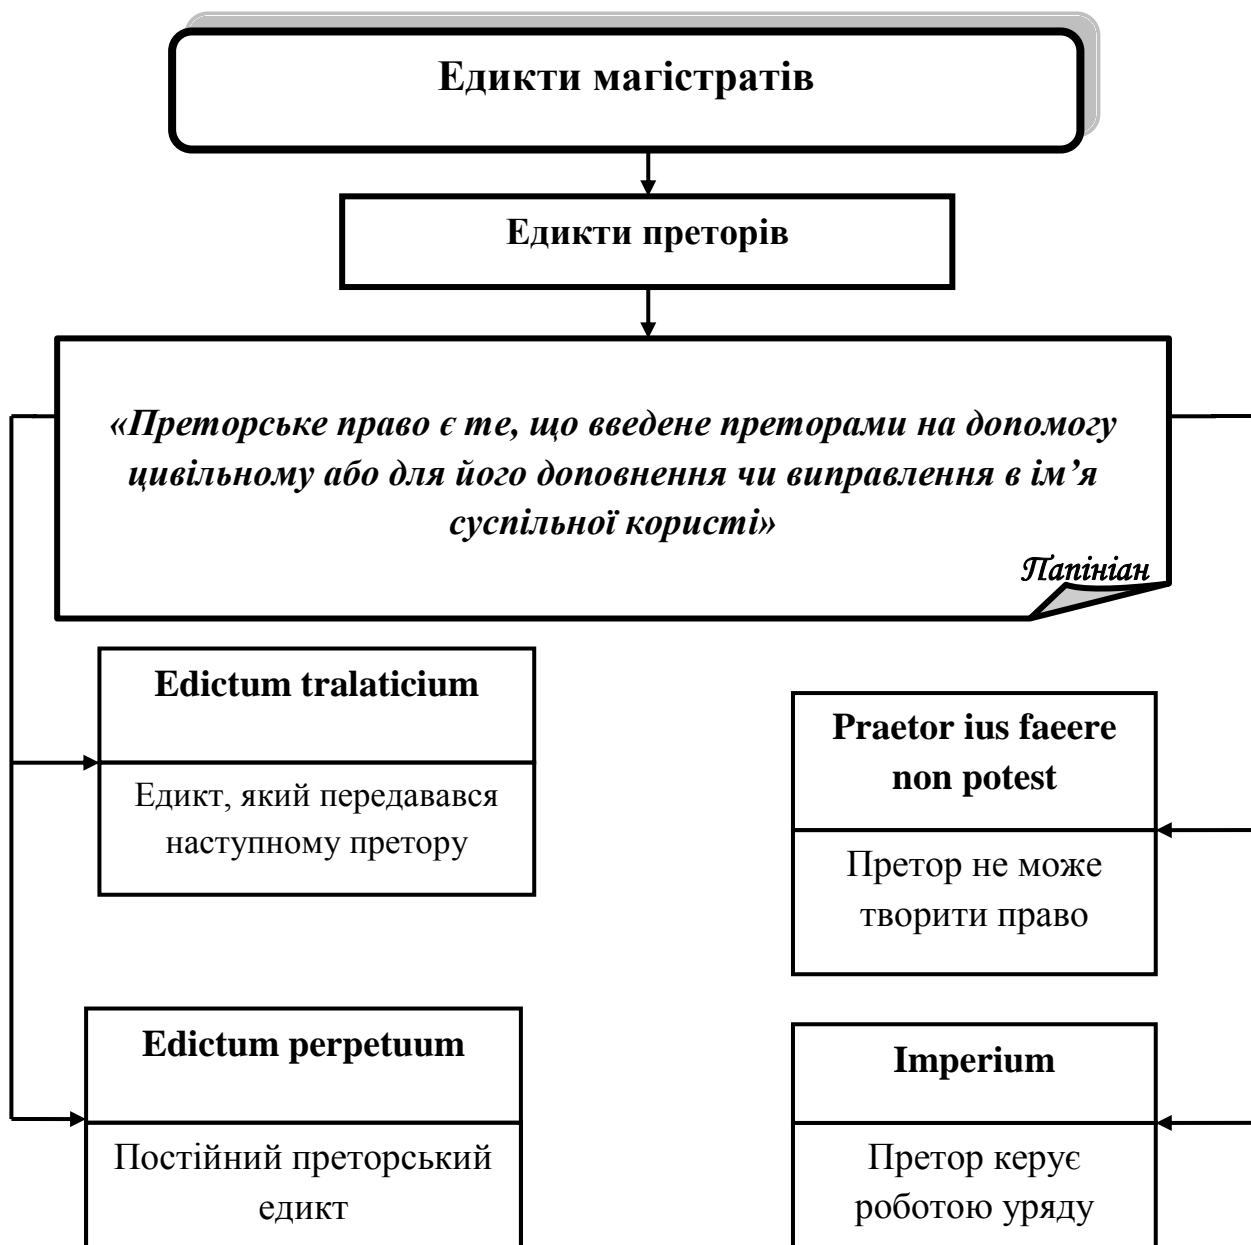 Едикти магістратів
Едикти преторів
«Преторське право є те, що введене преторами на допомогу
цивільному або для його доповнення чи виправлення в ім’я
суспільної користі»
Папініан
Edictum tralaticium
Едикт, який передавався
наступному претору
Praetor ius faeere
non potest
Претор не може
творити право
Edictum perpetuum
Постійний преторський
едикт
Imperium
Претор керує
роботою уряду